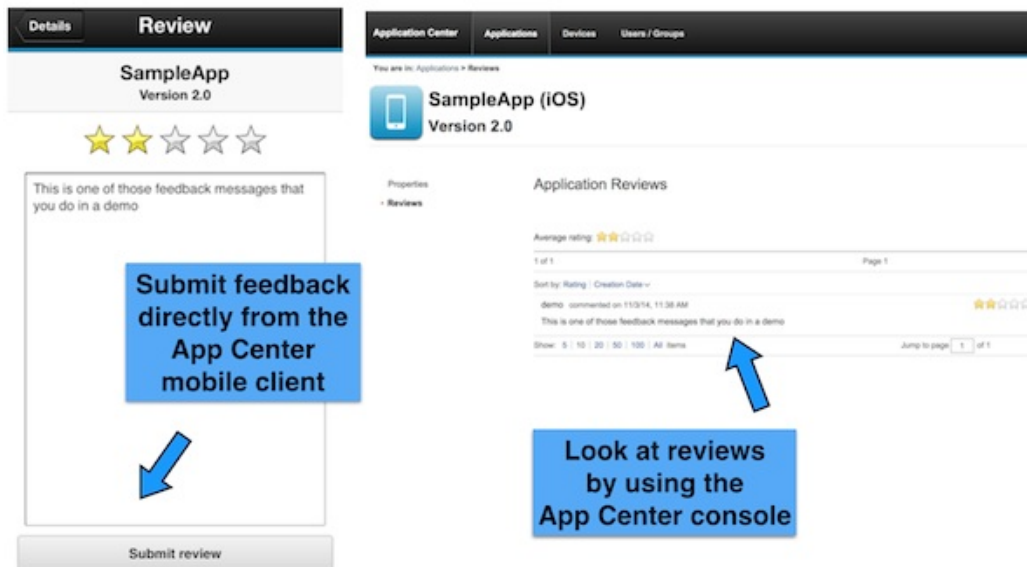 Details
Review
SampleApp
Version 2.0
This is one of those feedback messages that
you do in a demo
Submit feedback
directly from the
App Center
mobile client
Submit review
Application Center Applications Devices Users / Groups
You are in: Applications > Reviews
SampleApp (iOS)
Version 2.0
Properties
Reviews
Application Reviews
Average rating:
1 of 1 Page 1
Sort by: Rating | Creation Date
demo commented on 11/3/14, 11:38 AM
This is one of those feedback messages that you do in a demo
Show: 5 | 10 | 20 | 50 | 100 | All items Jump to page 1 of 1
Look at reviews
by using the
App Center console